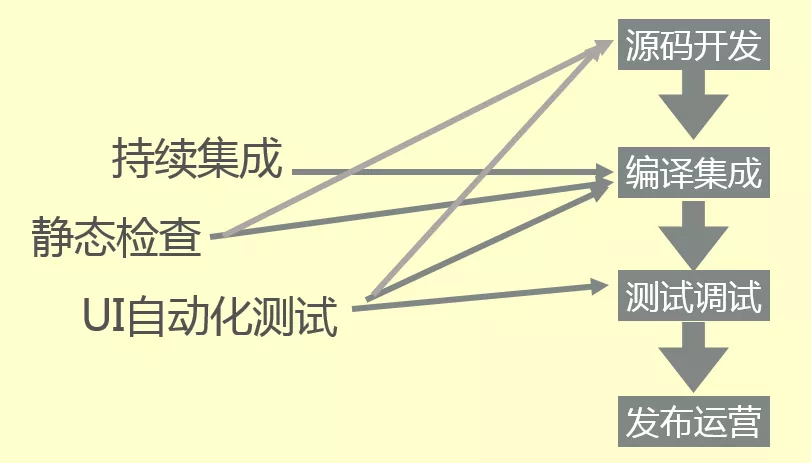 源码开发
持续集成
编译集成
静态检查
测试调试
UI自动化测试
发布运营